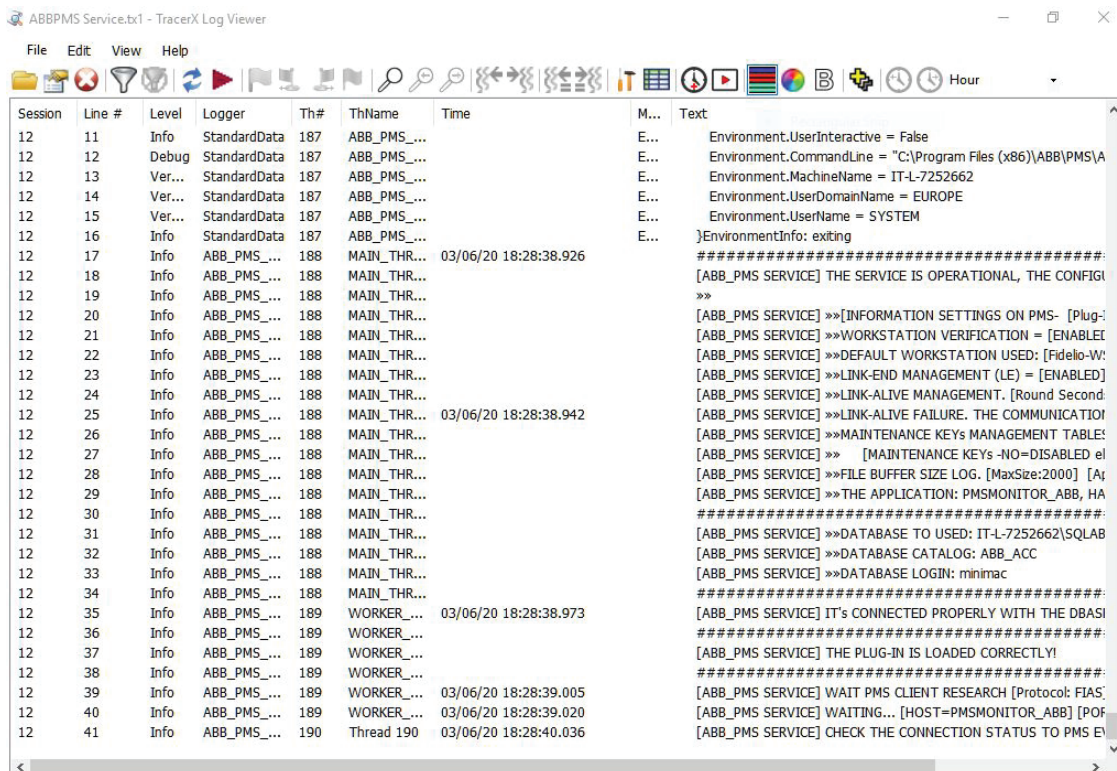 ABBPMS Service.tx1 - TracerX Log Viewer
File Edit View Help
Hour
Session Line # Level Logger Th# ThName Time M... Text
12 11 Info StandardData 187 ABB_PMS_... E... Environment.UserInteractive = False
12 12 Debug StandardData 187 ABB_PMS_... E... Environment.CommandLine = "C:\Program Files (x86)\ABB\PMS\A
12 13 Ver... StandardData 187 ABB_PMS_... E... Environment.MachineName = IT-L-7252662
12 14 Ver... StandardData 187 ABB_PMS_... E... Environment.UserDomainName = EUROPE
12 15 Ver... StandardData 187 ABB_PMS_... E... Environment.UserName = SYSTEM
12 16 Info StandardData 187 ABB_PMS_... E... }EnvironmentInfo: exiting
12 17 Info ABB_PMS_... 188 MAIN_THR... 03/06/20 18:28:38.926 ##########################################
12 18 Info ABB_PMS_... 188 MAIN_THR... [ABB_PMS SERVICE] THE SERVICE IS OPERATIONAL, THE CONFIGU
12 19 Info ABB_PMS_... 188 MAIN_THR... »»
12 20 Info ABB_PMS_... 188 MAIN_THR... [ABB_PMS SERVICE] »»[INFORMATION SETTINGS ON PMS- [Plug-I
12 21 Info ABB_PMS_... 188 MAIN_THR... [ABB_PMS SERVICE] »»WORKSTATION VERIFICATION = [ENABLED
12 22 Info ABB_PMS_... 188 MAIN_THR... [ABB_PMS SERVICE] »»DEFAULT WORKSTATION USED: [Fidelio-WS
12 23 Info ABB_PMS_... 188 MAIN_THR... [ABB_PMS SERVICE] »»LINK-END MANAGEMENT (LE) = [ENABLED]
12 24 Info ABB_PMS_... 188 MAIN_THR... [ABB_PMS SERVICE] »»LINK-ALIVE MANAGEMENT. [Round Second
12 25 Info ABB_PMS_... 188 MAIN_THR... 03/06/20 18:28:38.942 [ABB_PMS SERVICE] »»LINK-ALIVE FAILURE. THE COMMUNICATION
12 26 Info ABB_PMS_... 188 MAIN_THR... [ABB_PMS SERVICE] »»MAINTENANCE KEYs MANAGEMENT TABLES
12 27 Info ABB_PMS_... 188 MAIN_THR... [ABB_PMS SERVICE] »» [MAINTENANCE KEYs -NO=DISABLED el
12 28 Info ABB_PMS_... 188 MAIN_THR... [ABB_PMS SERVICE] »»FILE BUFFER SIZE LOG. [MaxSize:2000] [Ap
12 29 Info ABB_PMS_... 188 MAIN_THR... [ABB_PMS SERVICE] »»THE APPLICATION: PMSMONITOR_ABB, HA
12 30 Info ABB_PMS_... 188 MAIN_THR... ##########################################
12 31 Info ABB_PMS_... 188 MAIN_THR... [ABB_PMS SERVICE] »»DATABASE TO USED: IT-L-7252662\SQLAB
12 32 Info ABB_PMS_... 188 MAIN_THR... [ABB_PMS SERVICE] »»DATABASE CATALOG: ABB_ACC
12 33 Info ABB_PMS_... 188 MAIN_THR... [ABB_PMS SERVICE] »»DATABASE LOGIN: minimac
12 34 Info ABB_PMS_... 188 MAIN_THR... ##########################################
12 35 Info ABB_PMS_... 189 WORKER_... 03/06/20 18:28:38.973 [ABB_PMS SERVICE] IT's CONNECTED PROPERLY WITH THE DBAS
12 36 Info ABB_PMS_... 189 WORKER_... ##########################################
12 37 Info ABB_PMS_... 189 WORKER_... [ABB_PMS SERVICE] THE PLUG-IN IS LOADED CORRECTLY!
12 38 Info ABB_PMS_... 189 WORKER_... ##########################################
12 39 Info ABB_PMS_... 189 WORKER_... 03/06/20 18:28:39.005 [ABB_PMS SERVICE] WAIT PMS CLIENT RESEARCH [Protocol: FIAS]
12 40 Info ABB_PMS_... 189 WORKER_... 03/06/20 18:28:39.020 [ABB_PMS SERVICE] WAITING... [HOST=PMSMONITOR_ABB] [POR
12 41 Info ABB_PMS_... 190 Thread 190 03/06/20 18:28:40.036 [ABB_PMS SERVICE] CHECK THE CONNECTION STATUS TO PMS EV